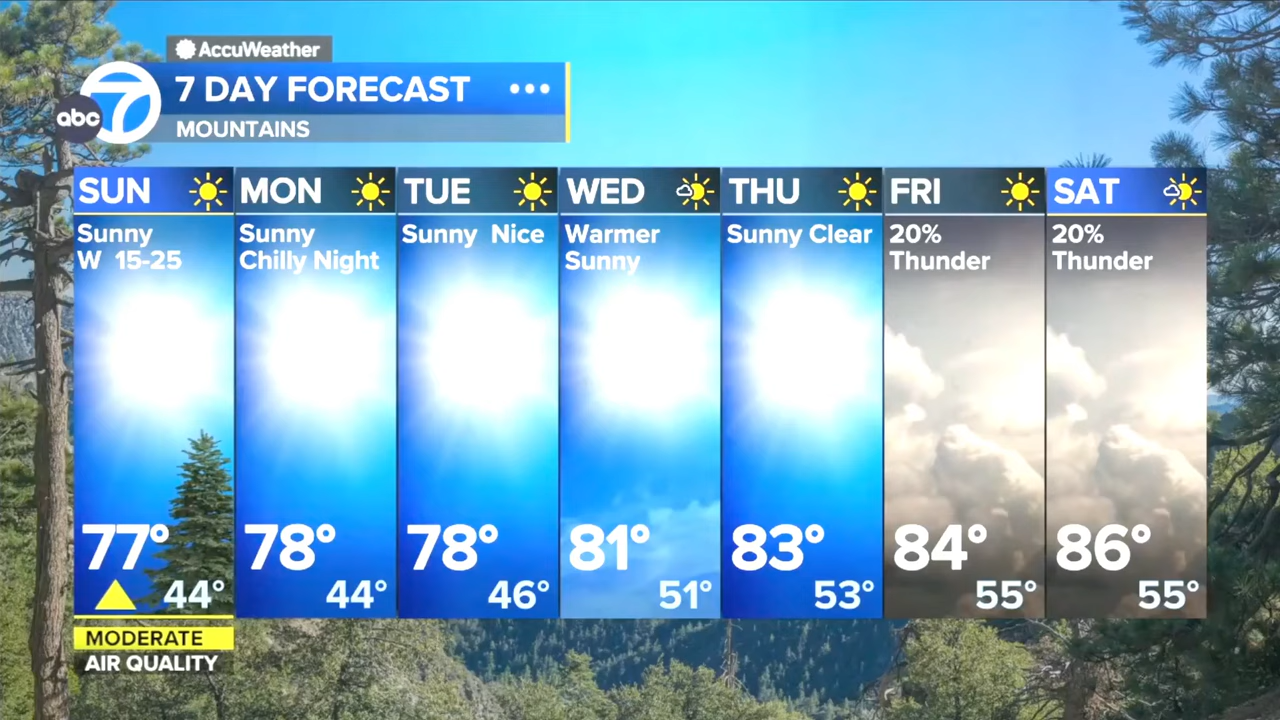 AccuWeather
abc 7
7 DAY FORECAST
MOUNTAINS
SUN
Sunny
W 15-25
77°
44°
MODERATE
AIR QUALITY
MON
Sunny
Chilly Night
78°
44°
TUE
Sunny Nice
78°
46°
WED
Warmer
Sunny
81°
51°
THU
Sunny Clear
83°
53°
FRI
20%
Thunder
84°
55°
SAT
20%
Thunder
86°
55°